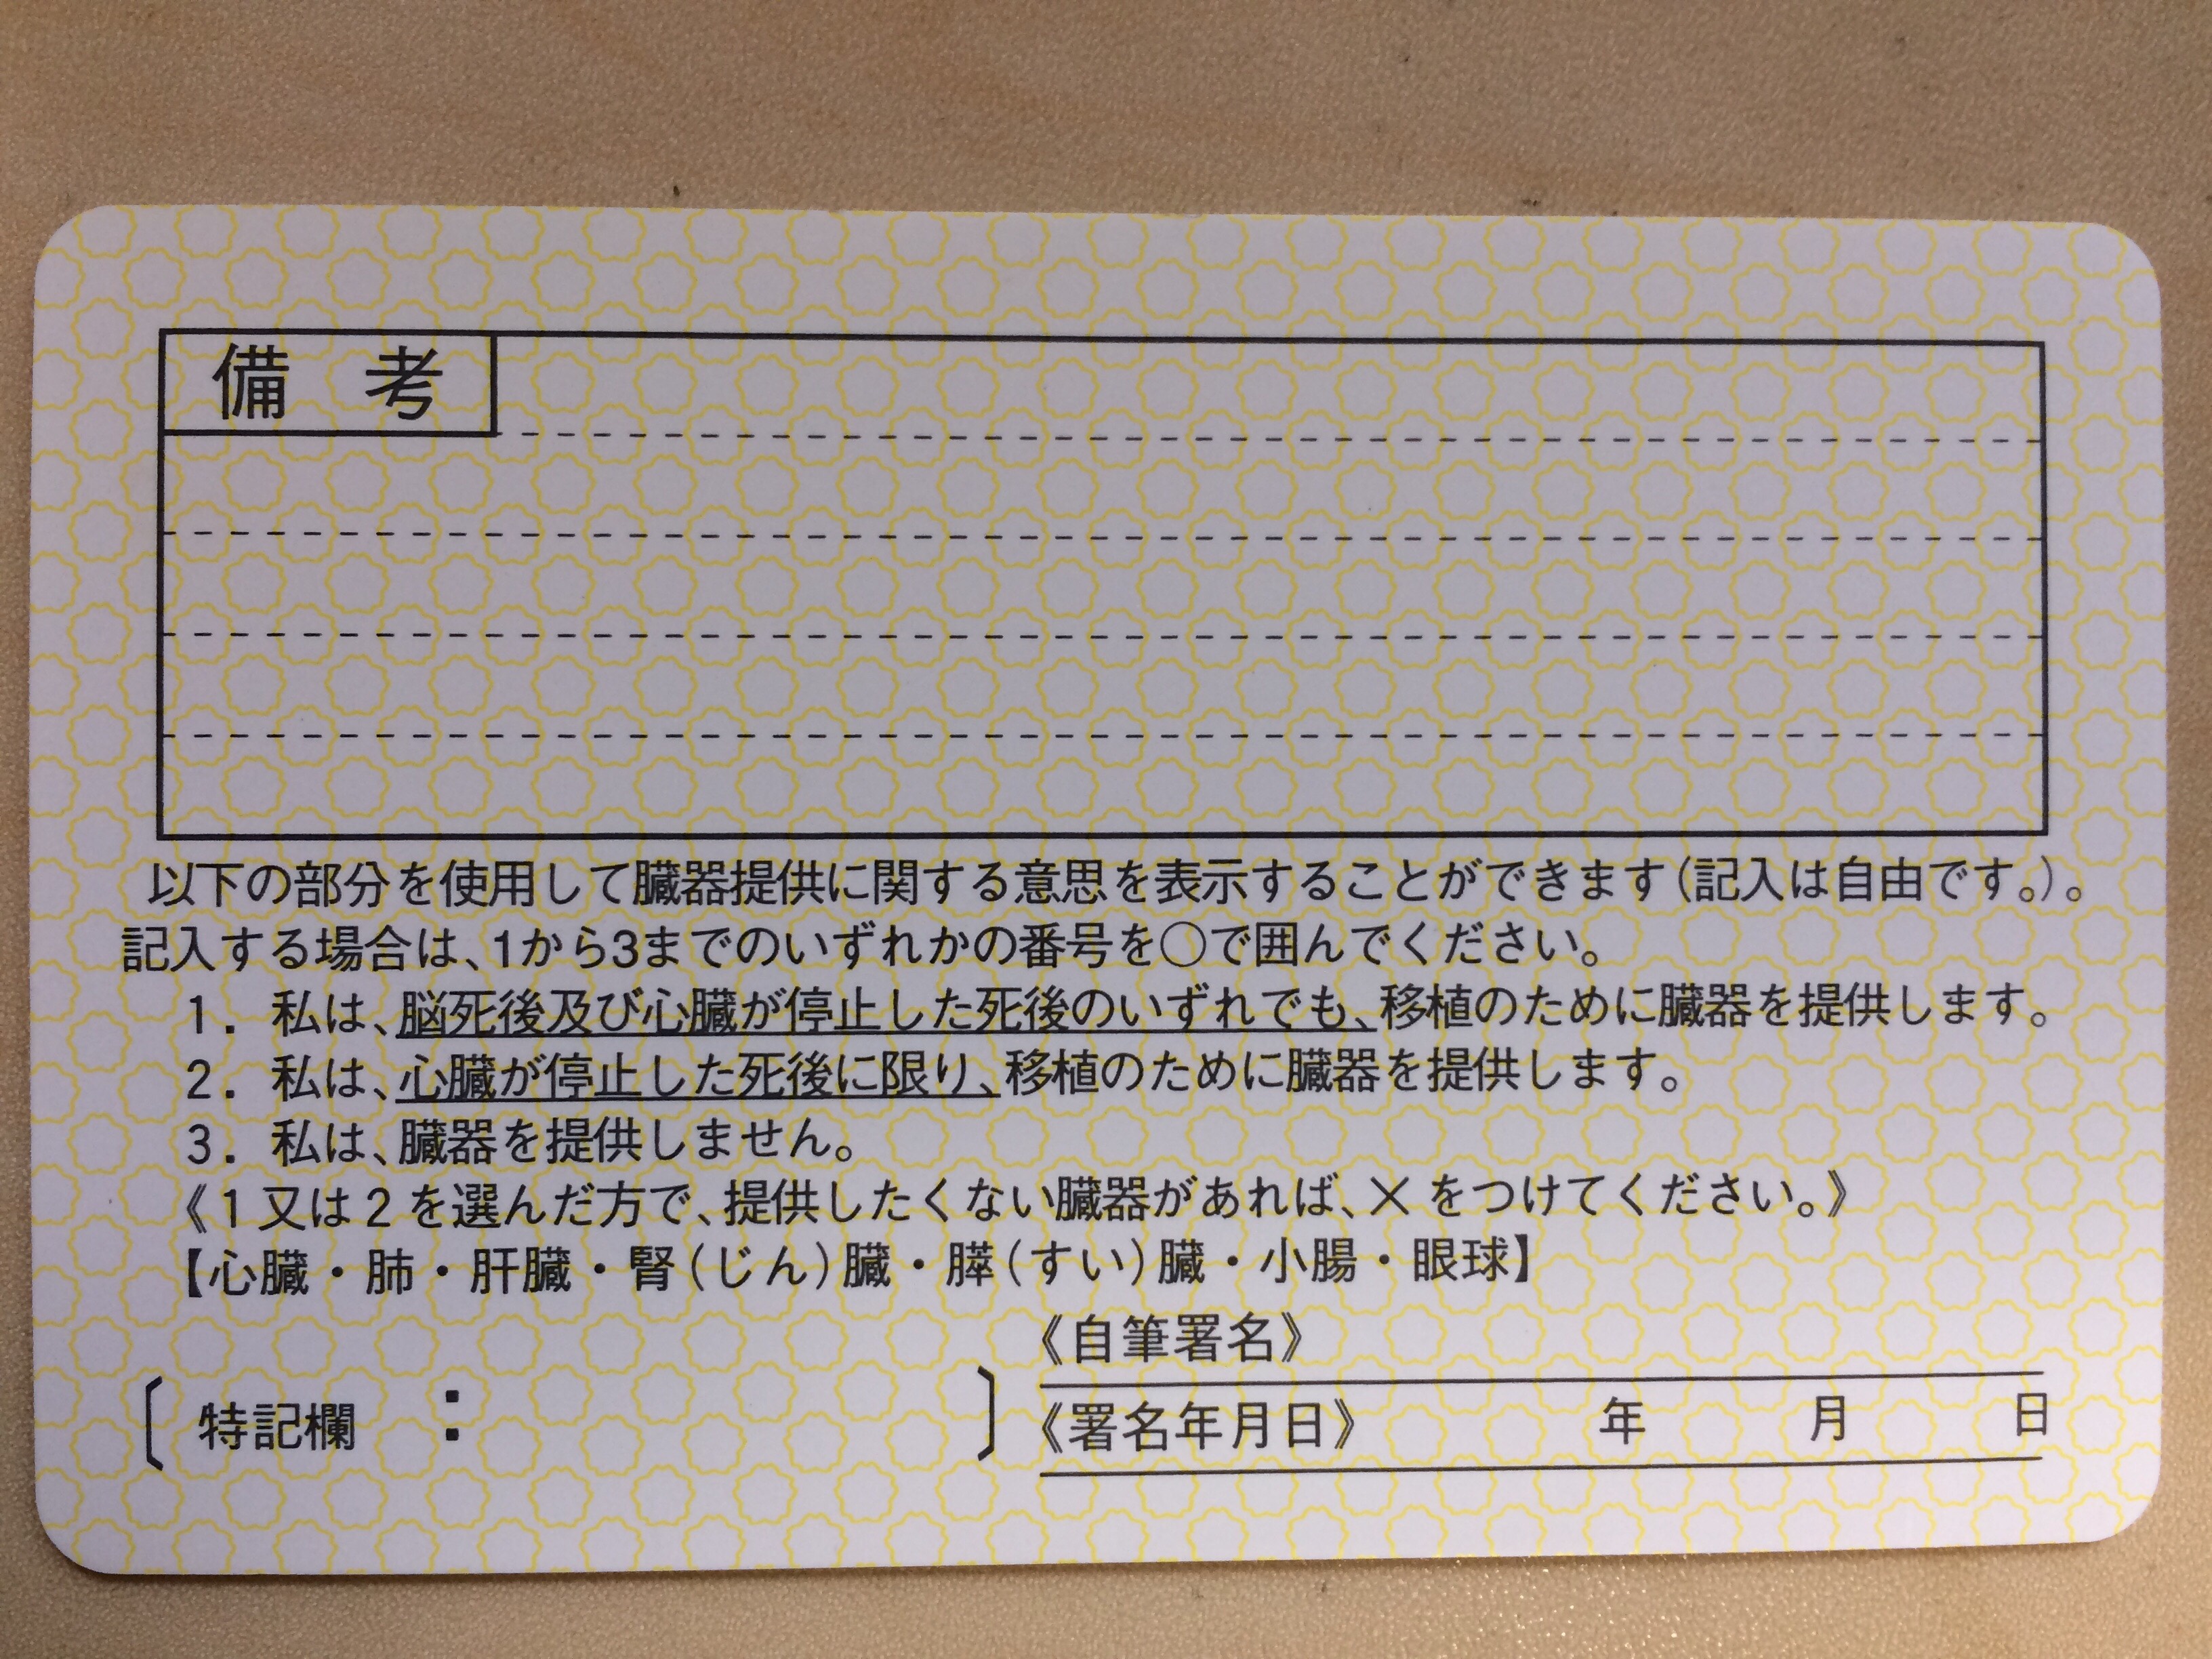 備 考
以下の部分を使用して臓器提供に関する意思を表示することができます(記入は自由です。)。
記入する場合は、1から3までのいずれかの番号を○で囲んでください。
1. 私は、脳死後及び心臓が停止した死後のいずれでも、移植のために臓器を提供します。
2. 私は、心臓が停止した死後に限り、移植のために臓器を提供します。
3. 私は、臓器を提供しません。
《1又は2を選んだ方で、提供したくない臓器があれば、×をつけてください。》
【心臓・肺・肝臓・腎(じん)臓・膵(すい)臓・小腸・眼球】
〔 特記欄 : 〕
《自筆署名》
《署名年月日》 年 月 日